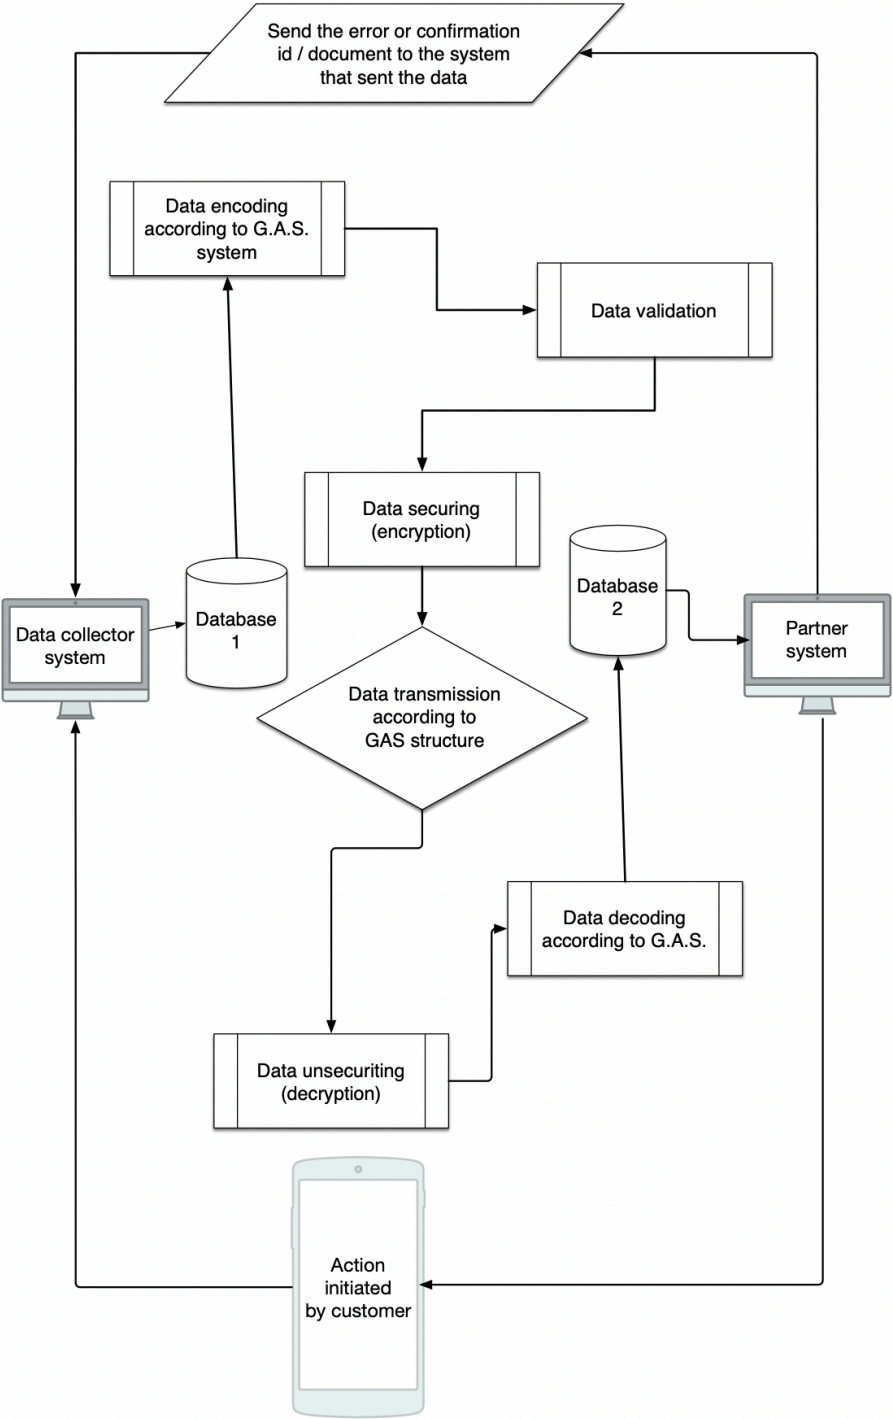 Send the error or confirmation
id / document to the system
that sent the data
Data encoding
according to G.A.S.
system
Data validation
Data securing
(encryption)
Database
2
Partner
system
Data collector
system
Database
1
Data transmission
according to
GAS structure
Data decoding
according to G.A.S.
Data unsecuriting
(decryption)
Action
initiated
by customer